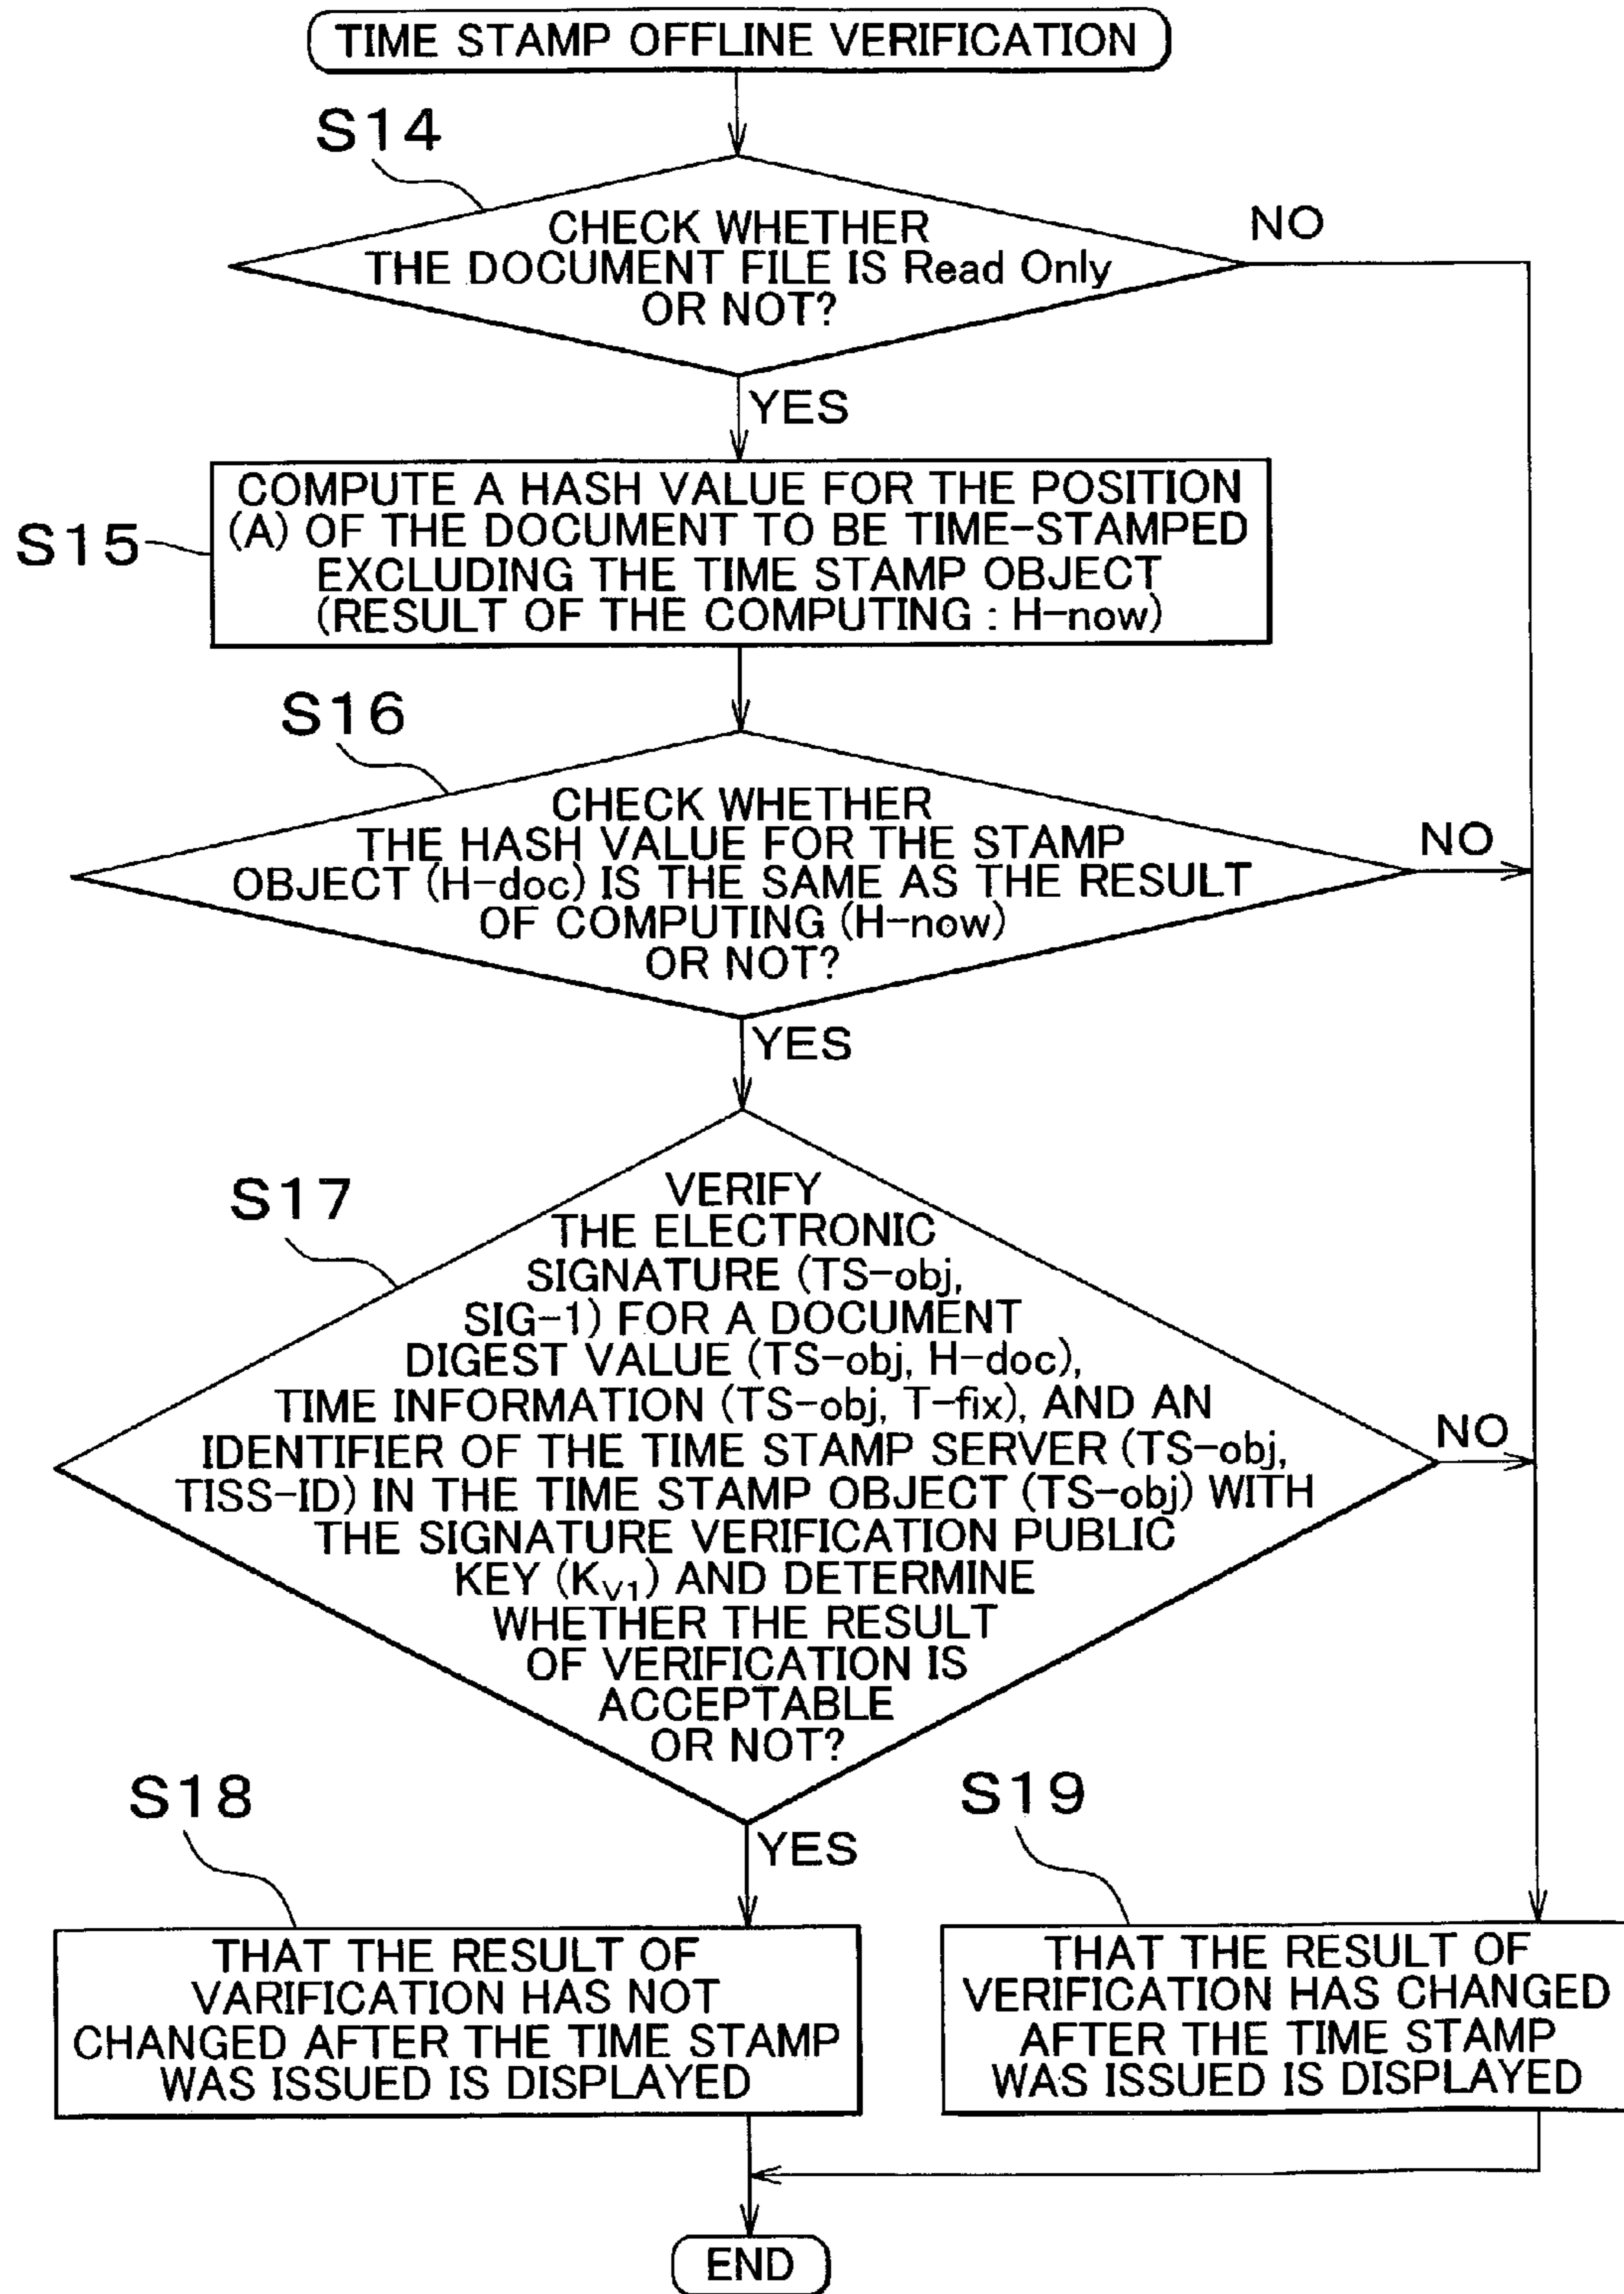 TIME STAMP OFFLINE VERIFICATION
S14
CHECK WHETHER
THE DOCUMENT FILE IS Read Only
OR NOT?
NO
YES
S15
COMPUTE A HASH VALUE FOR THE POSITION
(A) OF THE DOCUMENT TO BE TIME-STAMPED
EXCLUDING THE TIME STAMP OBJECT
(RESULT OF THE COMPUTING : H-now)
S16
CHECK WHETHER
THE HASH VALUE FOR THE STAMP
OBJECT (H-doc) IS THE SAME AS THE RESULT
OF COMPUTING (H-now)
OR NOT?
NO
YES
S17
VERIFY
THE ELECTRONIC
SIGNATURE (TS-obj,
SIG-1) FOR A DOCUMENT
DIGEST VALUE (TS-obj, H-doc),
TIME INFORMATION (TS-obj, T-fix), AND AN
IDENTIFIER OF THE TIME STAMP SERVER (TS-obj,
TISS-ID) IN THE TIME STAMP OBJECT (TS-obj) WITH
THE SIGNATURE VERIFICATION PUBLIC
KEY (KV1) AND DETERMINE
WHETHER THE RESULT
OF VERIFICATION IS
ACCEPTABLE
OR NOT?
NO
YES
S18
THAT THE RESULT OF
VARIFICATION HAS NOT
CHANGED AFTER THE TIME STAMP
WAS ISSUED IS DISPLAYED
S19
THAT THE RESULT OF
VERIFICATION HAS CHANGED
AFTER THE TIME STAMP
WAS ISSUED IS DISPLAYED
END